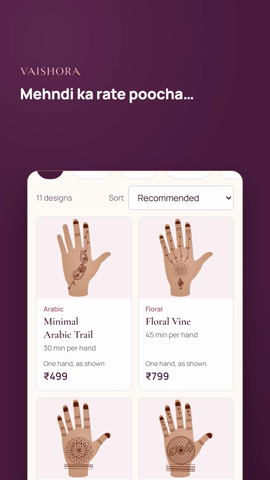 VAISHORA
Mehndi ka rate poocha...
11 designs
Sort
Recommended
Arabic
Minimal
Arabic Trail
30 min per hand
One hand, as shown
₹499
Floral
Floral Vine
45 min per hand
One hand, as shown
₹799